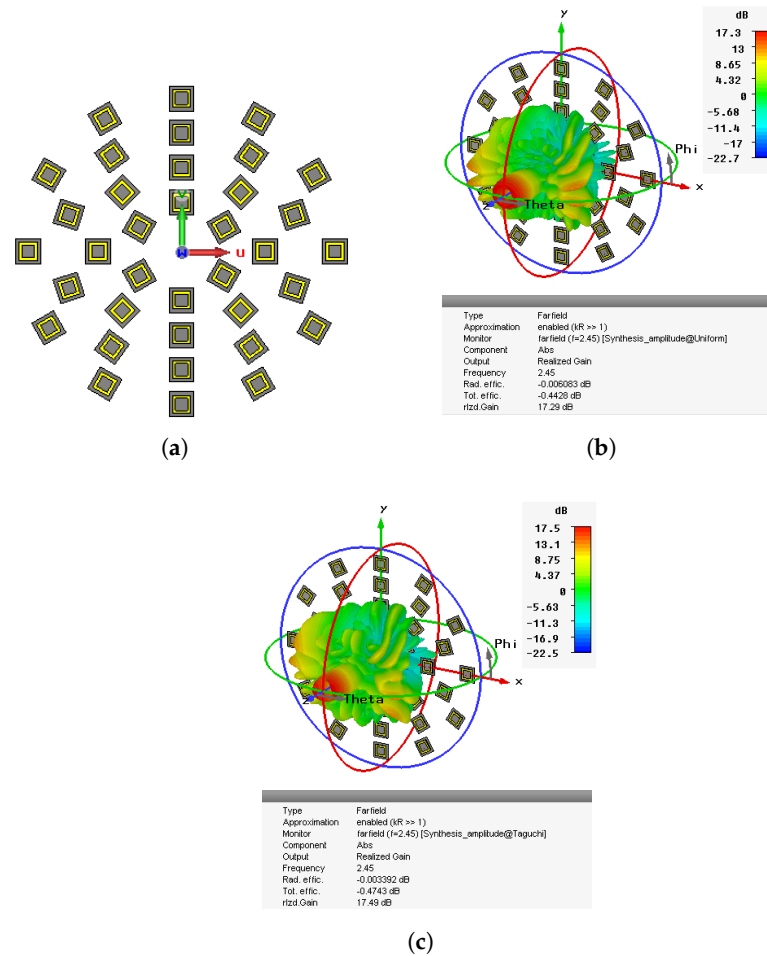 v
w
u
(a)
y
dB
17.3
13
8.65
4.32
0
-5.68
-11.4
-17
-22.7
Phi
x
z
Theta
Type Farfield
Approximation enabled (kR >> 1)
Monitor farfield (f=2.45) [Synthesis_amplitude@Uniform]
Component Abs
Output Realized Gain
Frequency 2.45
Rad. effic. -0.006083 dB
Tot. effic. -0.4428 dB
rlzd.Gain 17.29 dB
(b)
y
dB
17.5
13.1
8.75
4.37
0
-5.63
-11.3
-16.9
-22.5
Phi
x
z
Theta
Type Farfield
Approximation enabled (kR >> 1)
Monitor farfield (f=2.45) [Synthesis_amplitude@Taguchi]
Component Abs
Output Realized Gain
Frequency 2.45
Rad. effic. -0.003392 dB
Tot. effic. -0.4743 dB
rlzd.Gain 17.49 dB
(c)